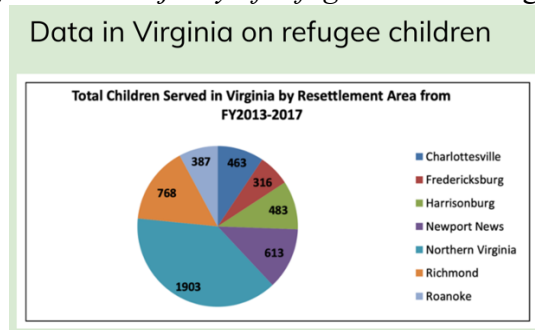 Data in Virginia on refugee children
Total Children Served in Virginia by Resettlement Area from
FY2013-2017
387
463
316
768
483
613
1903
Charlottesville
Fredericksburg
Harrisonburg
Newport News
Northern Virginia
Richmond
Roanoke